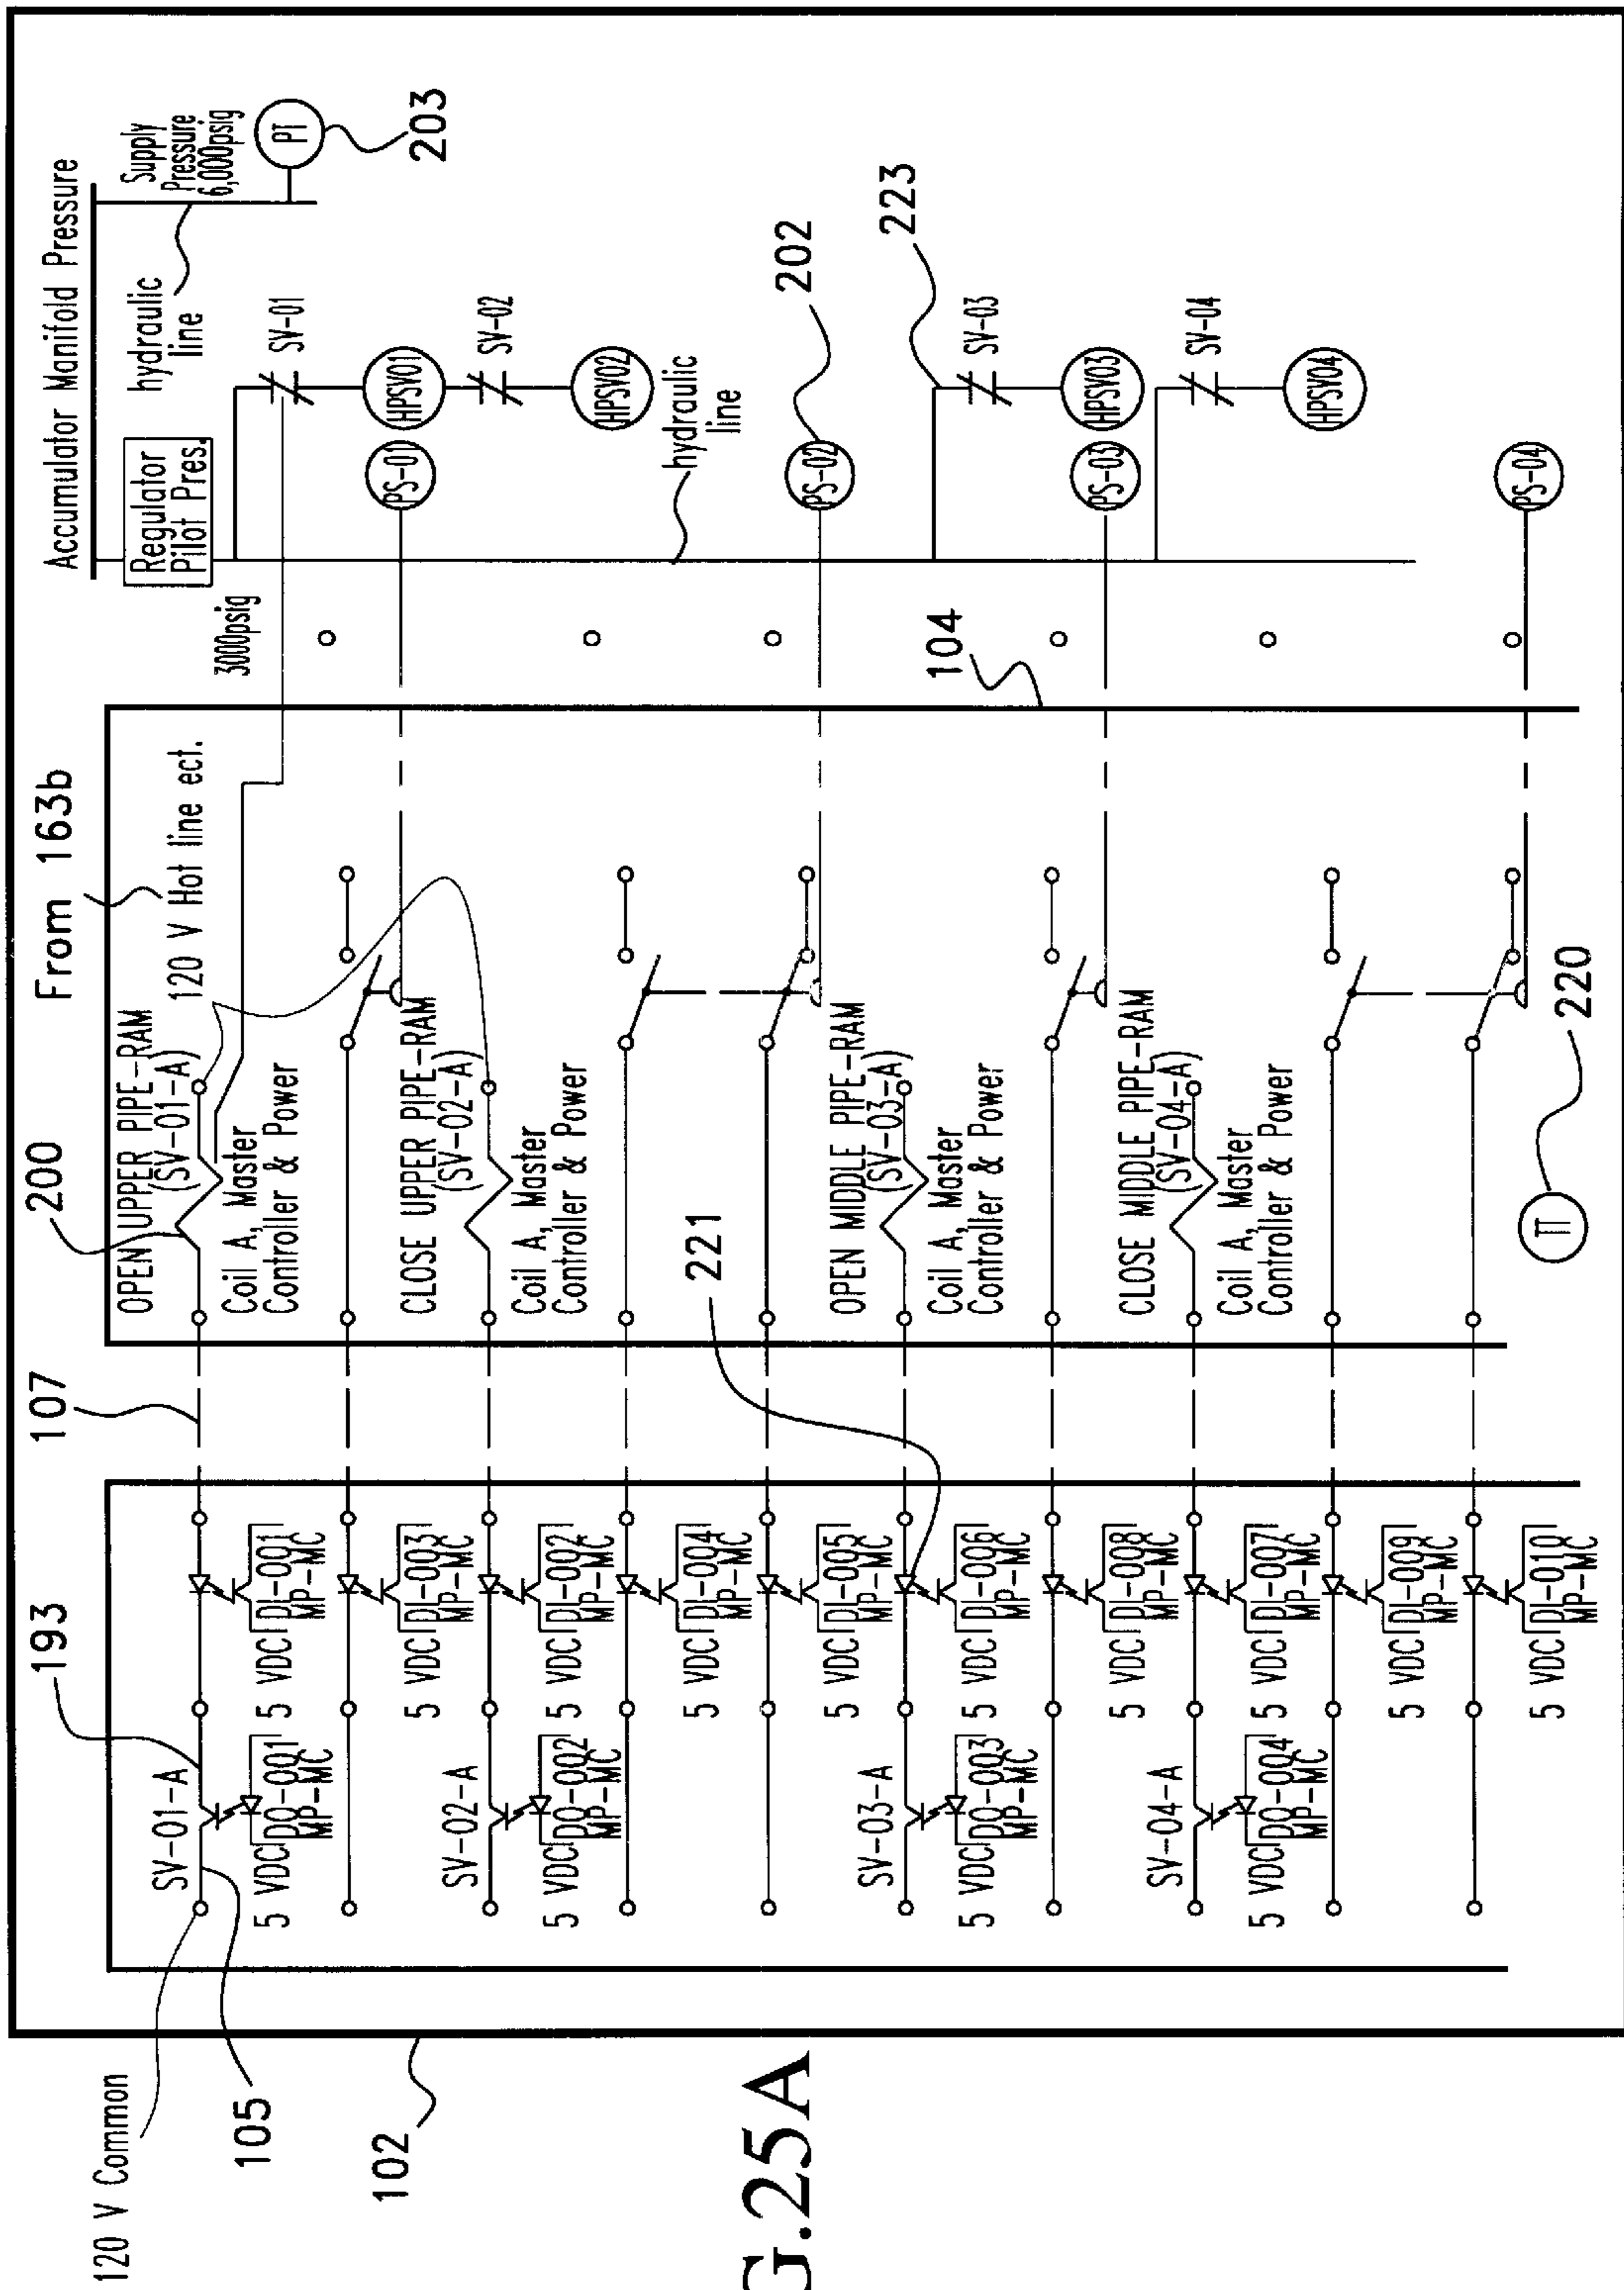 120 V Common
105
102
G.25A
193
SV-01-A
5 VDC
DO-001
MP-MC
5 VDC
DI-001
MP-MC
5 VDC
DI-003
MP-MC
SV-02-A
5 VDC
DO-002
MP-MC
5 VDC
DI-002
MP-MC
5 VDC
DI-004
MP-MC
5 VDC
DI-005
MP-MC
SV-03-A
5 VDC
DO-003
MP-MC
5 VDC
DI-006
MP-MC
5 VDC
DI-008
MP-MC
SV-04-A
5 VDC
DO-004
MP-MC
5 VDC
DI-007
MP-MC
5 VDC
DI-009
MP-MC
5 VDC
DI-010
MP-MC
107
221
200
OPEN UPPER PIPE-RAM
(SV-01-A)
Coil A, Master
Controller & Power
CLOSE UPPER PIPE-RAM
(SV-02-A)
Coil A, Master
Controller & Power
OPEN MIDDLE PIPE-RAM
(SV-03-A)
Coil A, Master
Controller & Power
CLOSE MIDDLE PIPE-RAM
(SV-04-A)
Coil A, Master
Controller & Power
TT
220
From 163b
120 V Hot line ect.
104
Accumulator Manifold Pressure
Regulator
Pilot Pres.
3000psig
hydraulic
line
Supply
Pressure
6,000psig
PT
203
SV-01
HPSV01
PS-01
SV-02
HPSV02
hydraulic
line
PS-02
202
223
SV-03
HPSV03
PS-03
SV-04
HPSV04
PS-04